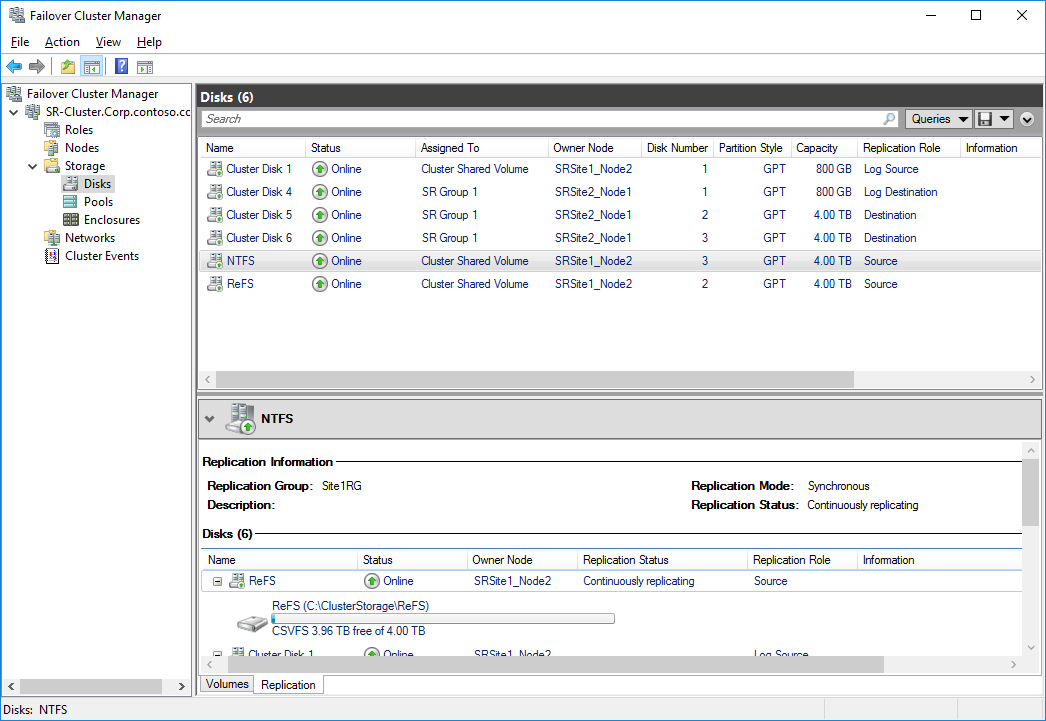 Failover Cluster Manager
File Action View Help
Failover Cluster Manager
SR-Cluster.Corp.contoso.cc
Roles
Nodes
Storage
Disks
Pools
Enclosures
Networks
Cluster Events
Disks (6)
Search Queries
Name Status Assigned To Owner Node Disk Number Partition Style Capacity Replication Role Information
Cluster Disk 1 Online Cluster Shared Volume SRSite1_Node2 1 GPT 800 GB Log Source
Cluster Disk 4 Online SR Group 1 SRSite2_Node1 1 GPT 800 GB Log Destination
Cluster Disk 5 Online SR Group 1 SRSite2_Node1 2 GPT 4.00 TB Destination
Cluster Disk 6 Online SR Group 1 SRSite2_Node1 3 GPT 4.00 TB Destination
NTFS Online Cluster Shared Volume SRSite1_Node2 3 GPT 4.00 TB Source
ReFS Online Cluster Shared Volume SRSite1_Node2 2 GPT 4.00 TB Source
NTFS
Replication Information
Replication Group: Site1RG Replication Mode: Synchronous
Description: Replication Status: Continuously replicating
Disks (6)
Name Status Owner Node Replication Status Replication Role Information
ReFS Online SRSite1_Node2 Continuously replicating Source
ReFS (C:\ClusterStorage\ReFS)
CSVFS 3.96 TB free of 4.00 TB
Cluster Disk 1 Online SRSite1_Node2 Log Source
Volumes Replication
Disks: NTFS